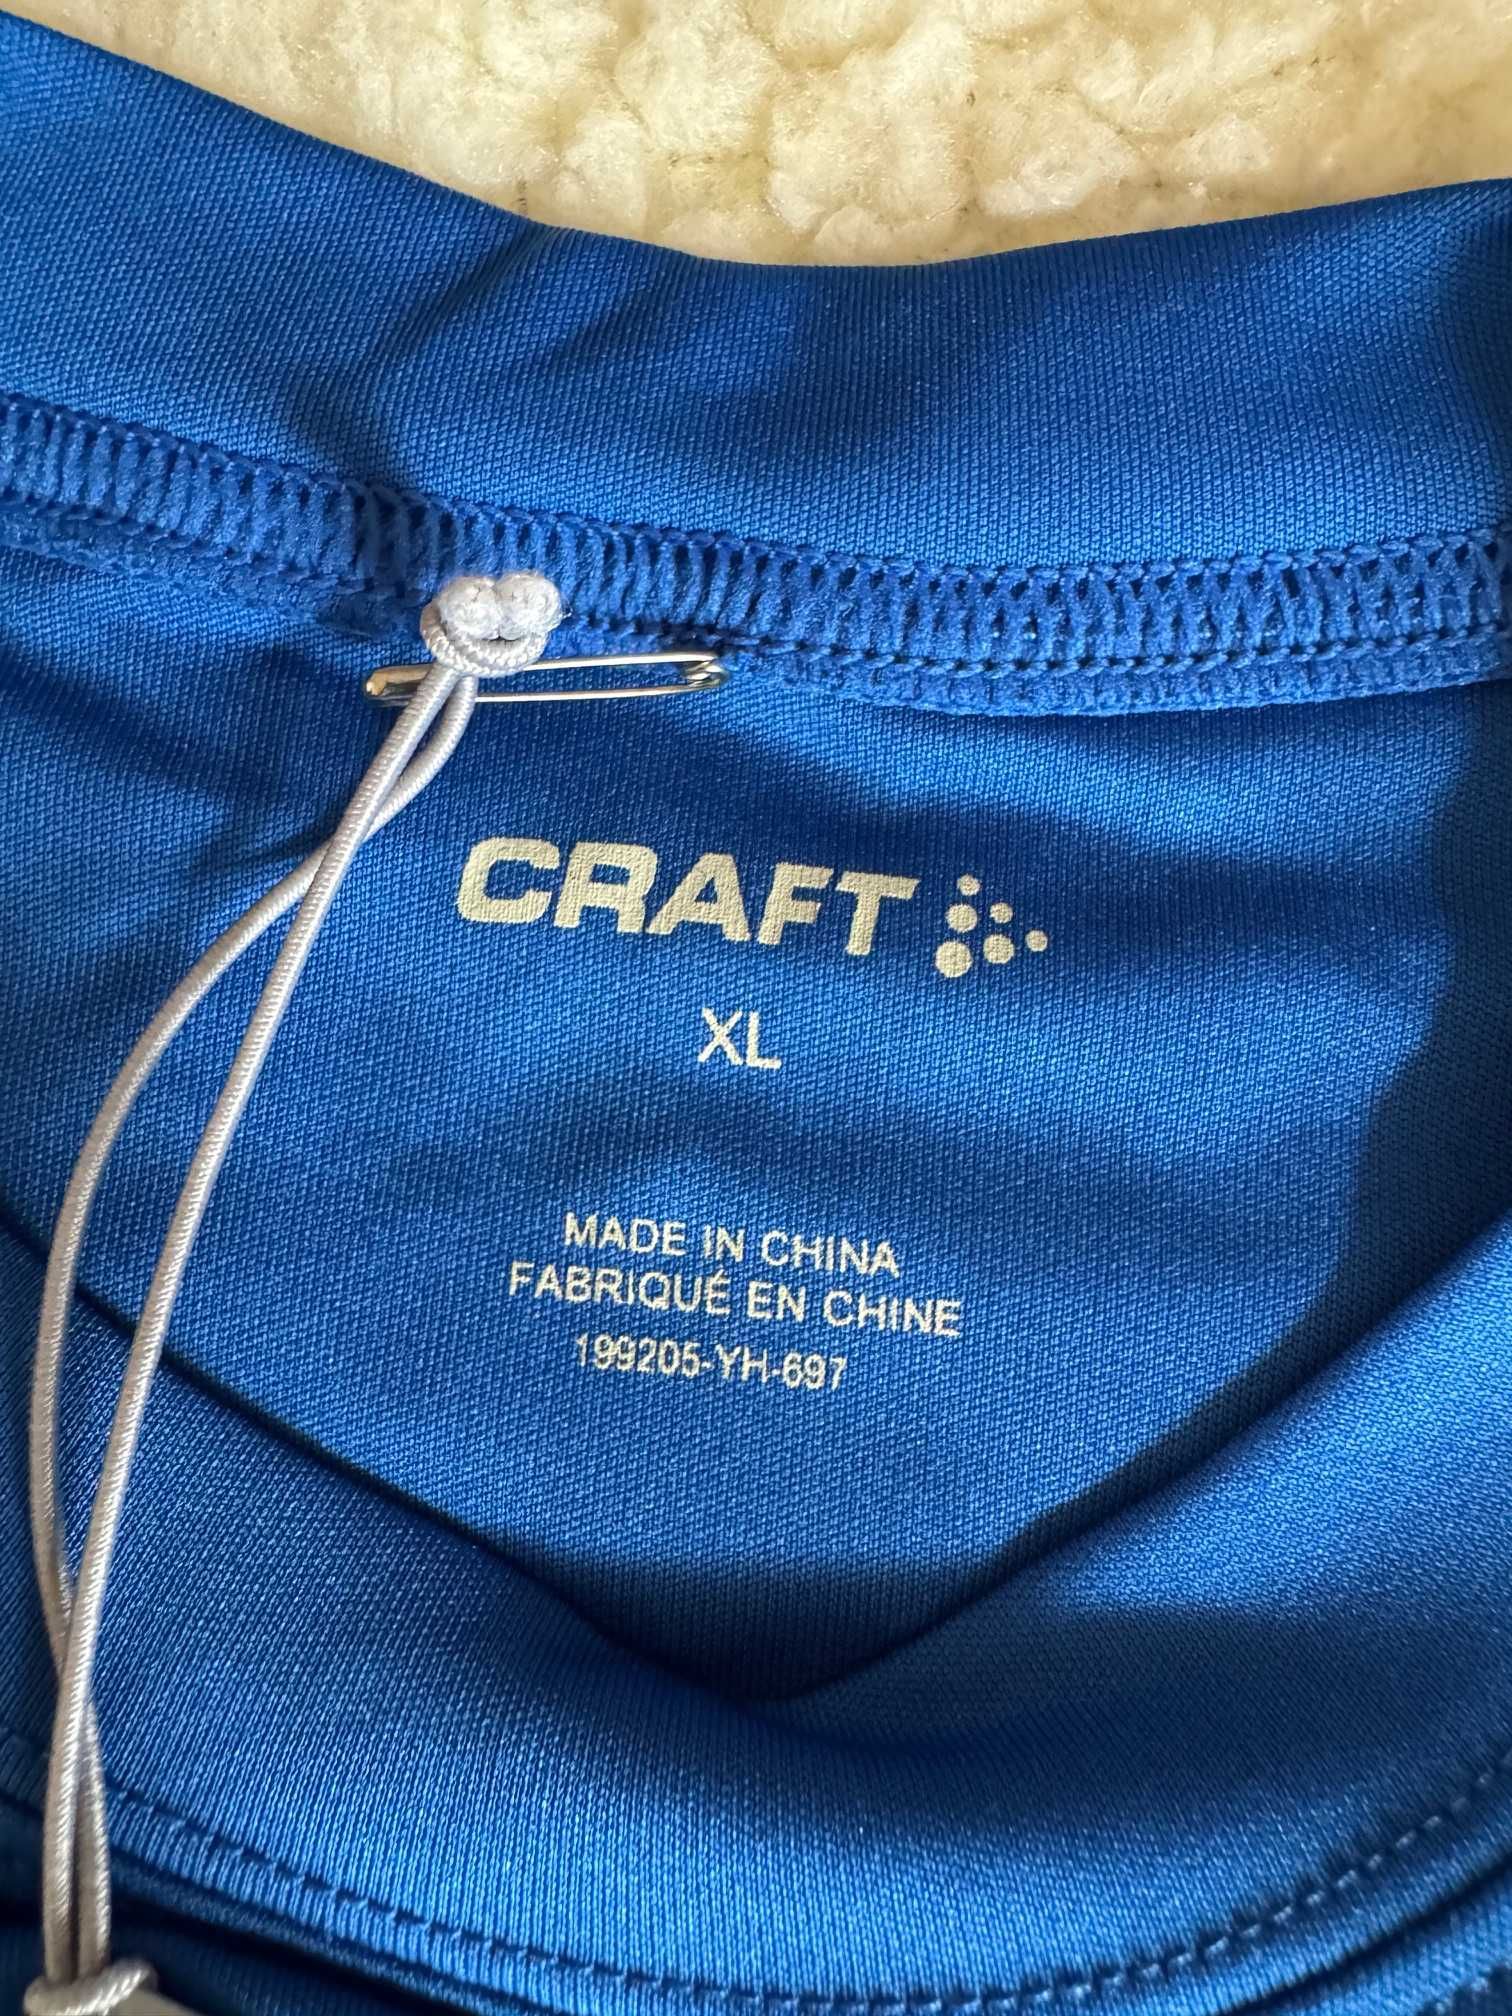 CRAFT
XL
MADE IN CHINA
FABRIQUÉ EN CHINE
199205-YH-697